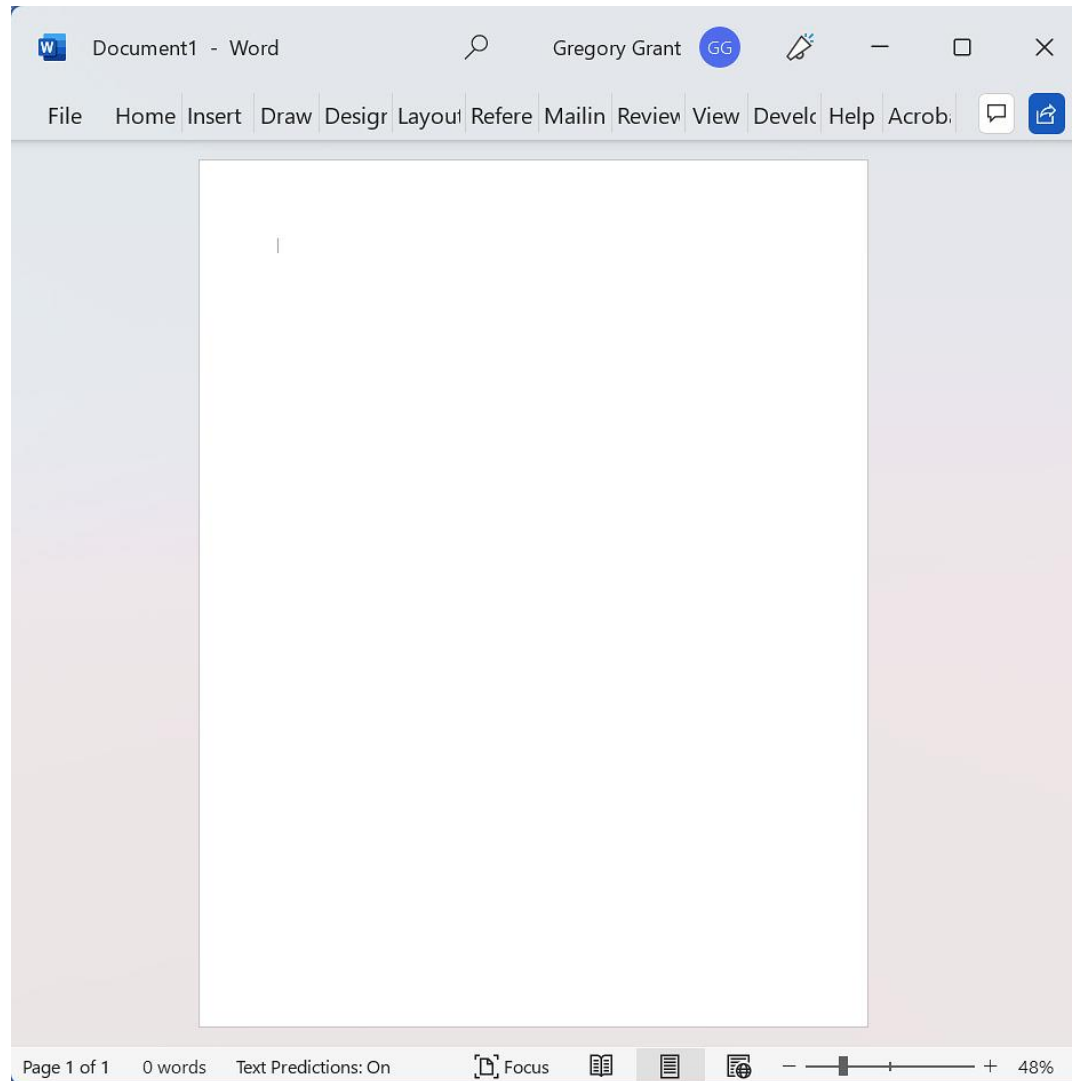 W Document1 - Word Gregory Grant GG
File Home Insert Draw Desigr Layout Refere Mailin Review View Develc Help Acrob
Page 1 of 1 0 words Text Predictions: On Focus 48%